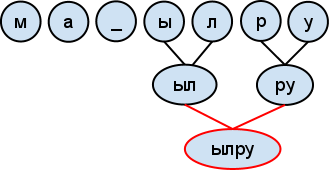 м а _ ы л р у
ыл ру
ылру